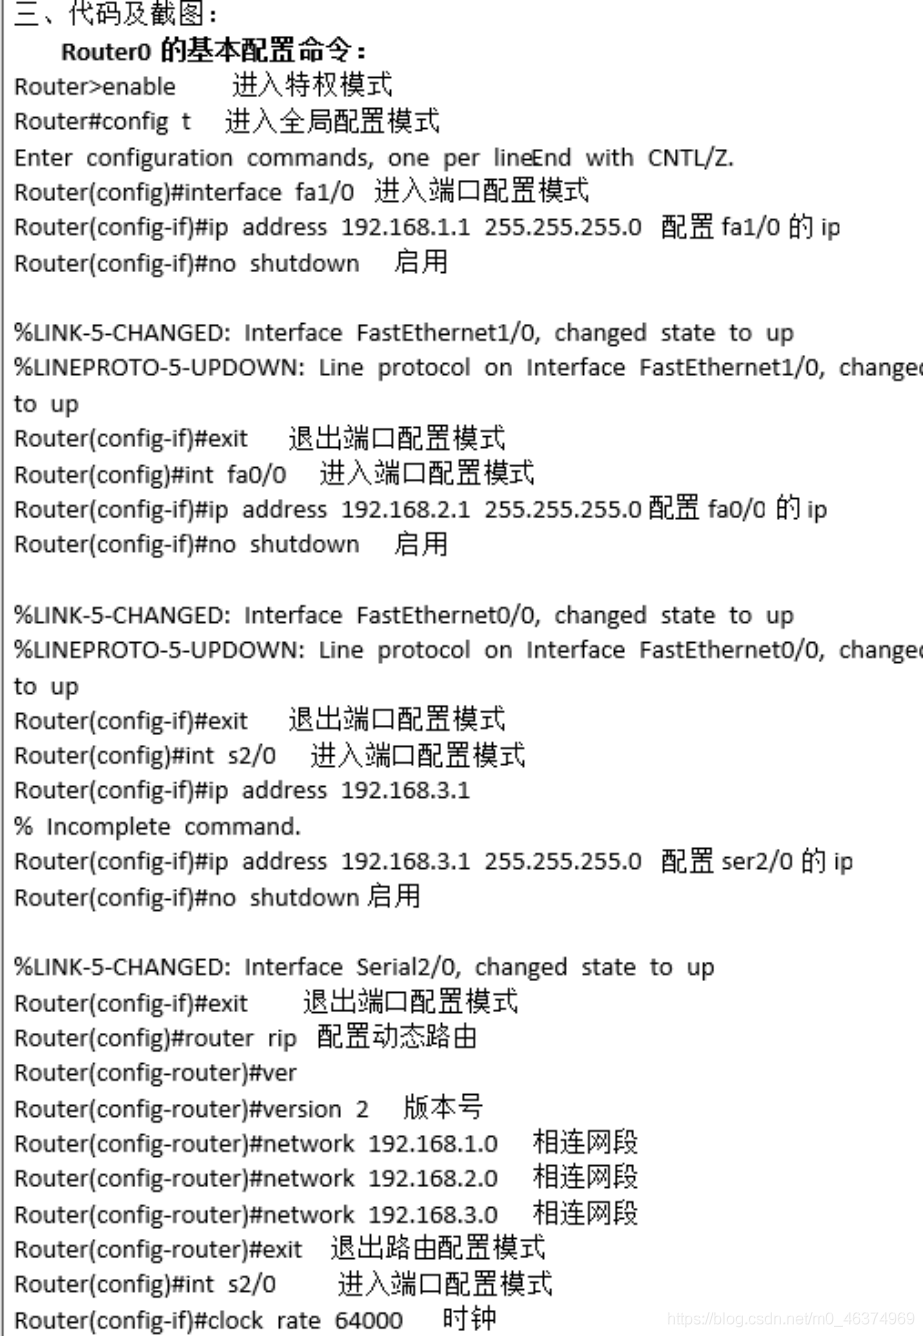 三、代码及截图：
Router0 的基本配置命令：
Router>enable 进入特权模式
Router#config t 进入全局配置模式
Enter configuration commands, one per lineEnd with CNTL/Z.
Router(config)#interface fa1/0 进入端口配置模式
Router(config-if)#ip address 192.168.1.1 255.255.255.0 配置 fa1/0 的 ip
Router(config-if)#no shutdown 启用
%LINK-5-CHANGED: Interface FastEthernet1/0, changed state to up
%LINEPROTO-5-UPDOWN: Line protocol on Interface FastEthernet1/0, changed
to up
Router(config-if)#exit 退出端口配置模式
Router(config)#int fa0/0 进入端口配置模式
Router(config-if)#ip address 192.168.2.1 255.255.255.0 配置 fa0/0 的 ip
Router(config-if)#no shutdown 启用
%LINK-5-CHANGED: Interface FastEthernet0/0, changed state to up
%LINEPROTO-5-UPDOWN: Line protocol on Interface FastEthernet0/0, changed
to up
Router(config-if)#exit 退出端口配置模式
Router(config)#int s2/0 进入端口配置模式
Router(config-if)#ip address 192.168.3.1
% Incomplete command.
Router(config-if)#ip address 192.168.3.1 255.255.255.0 配置 ser2/0 的 ip
Router(config-if)#no shutdown 启用
%LINK-5-CHANGED: Interface Serial2/0, changed state to up
Router(config-if)#exit 退出端口配置模式
Router(config)#router rip 配置动态路由
Router(config-router)#ver
Router(config-router)#version 2 版本号
Router(config-router)#network 192.168.1.0 相连网段
Router(config-router)#network 192.168.2.0 相连网段
Router(config-router)#network 192.168.3.0 相连网段
Router(config-router)#exit 退出路由配置模式
Router(config)#int s2/0 进入端口配置模式
Router(config-if)#clock rate 64000 时钟
https://blog.csdn.net/m0_46374969